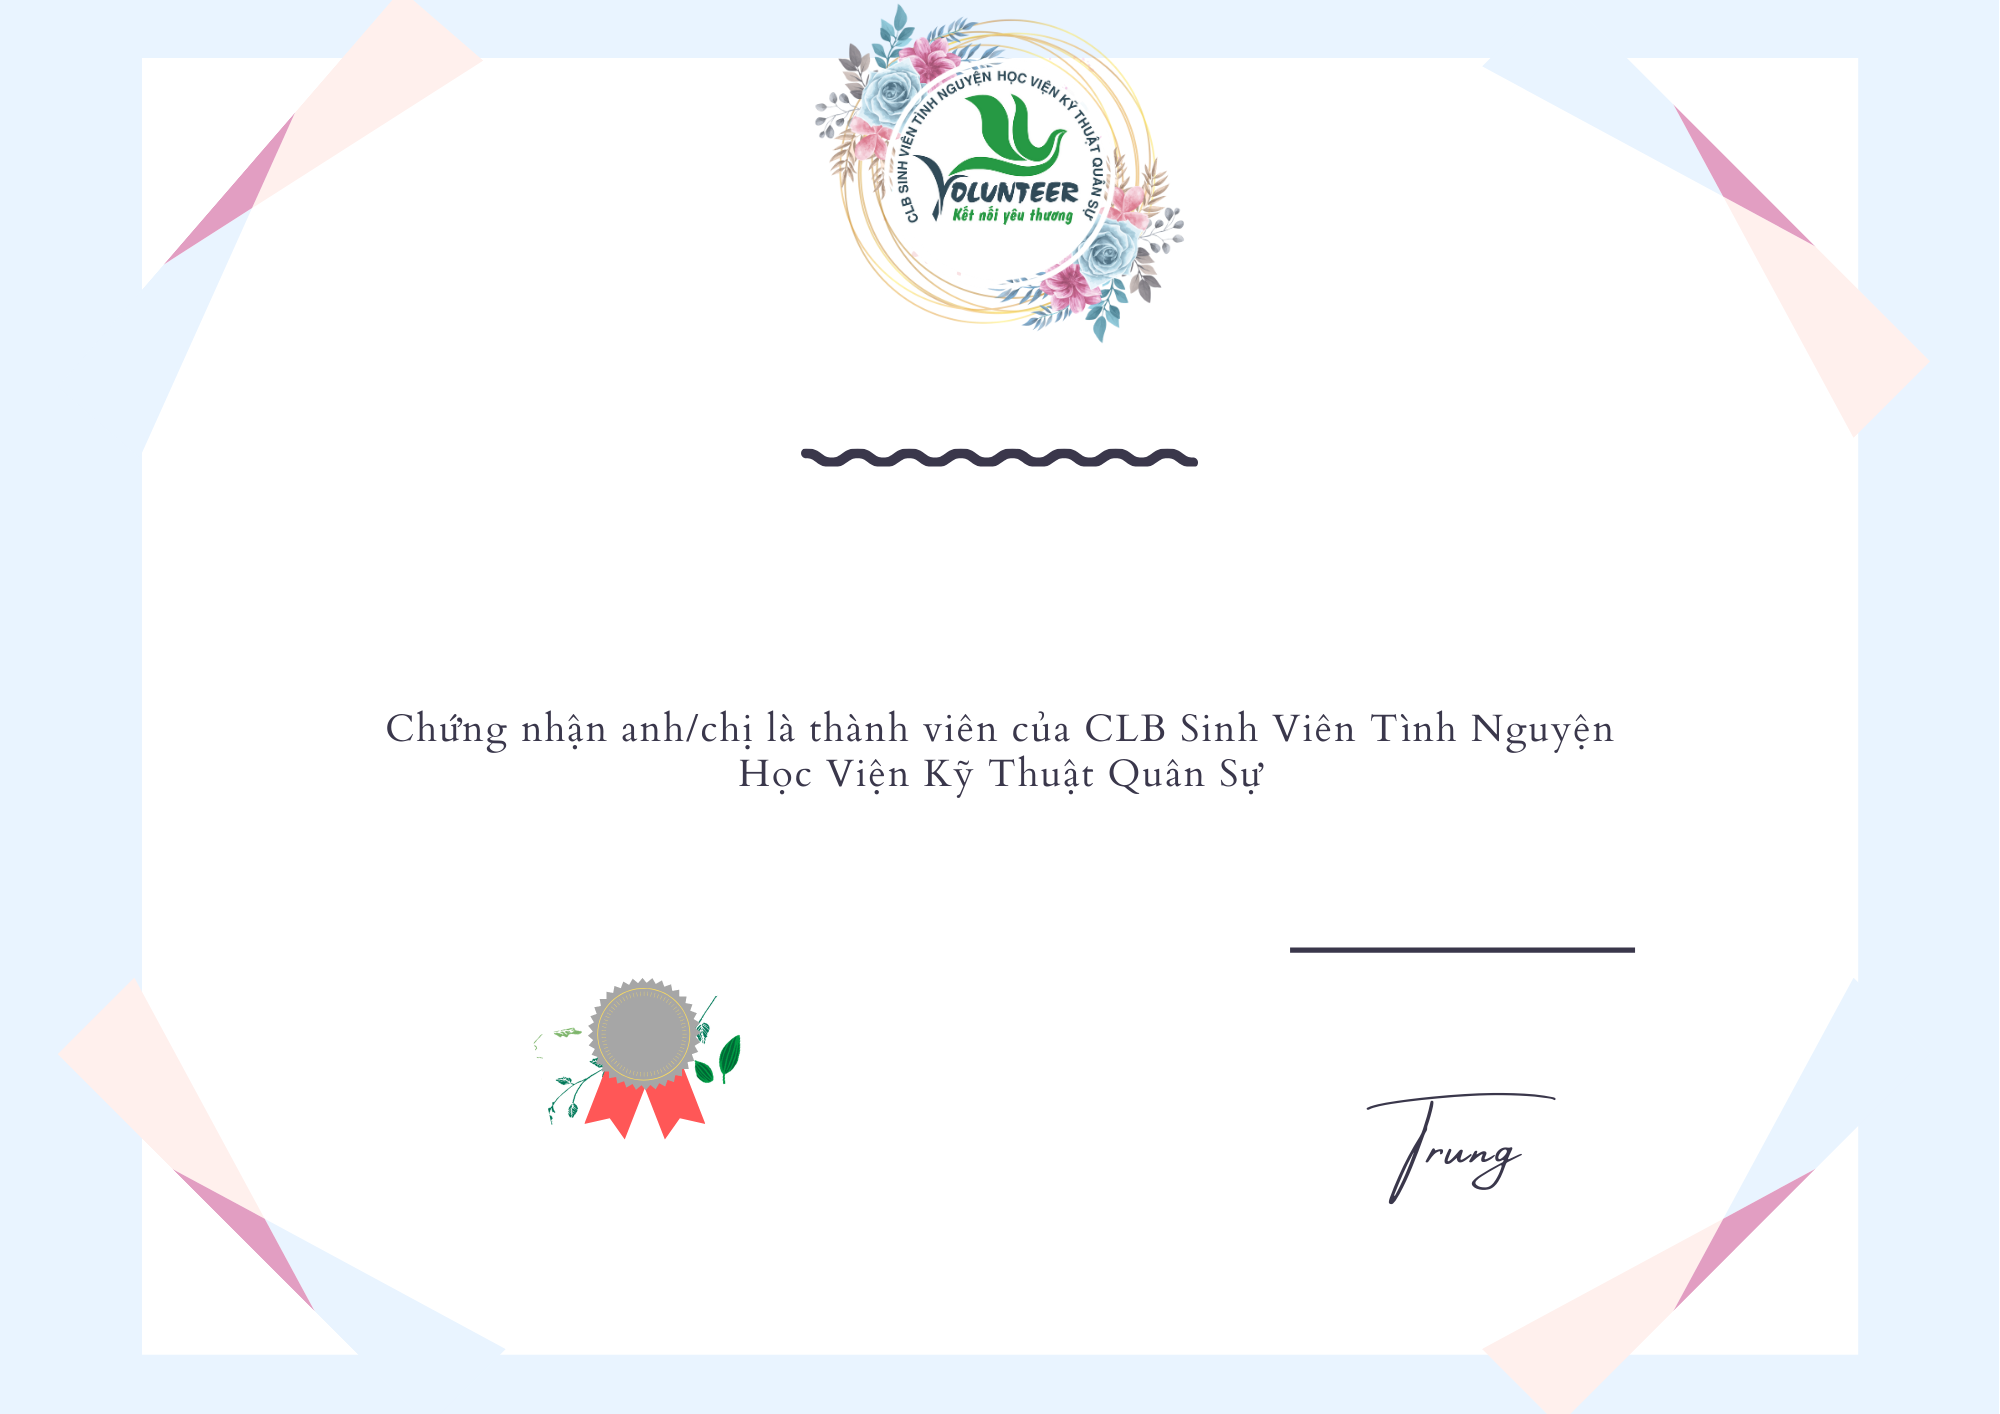 CLB SINH VIÊN TÌNH NGUYỆN HỌC VIỆN KỸ THUẬT QUÂN SỰ
VOLUNTEER
Kết nối yêu thương
Chứng nhận anh/chị là thành viên của CLB Sinh Viên Tình Nguyện
Học Viện Kỹ Thuật Quân Sự
Trung